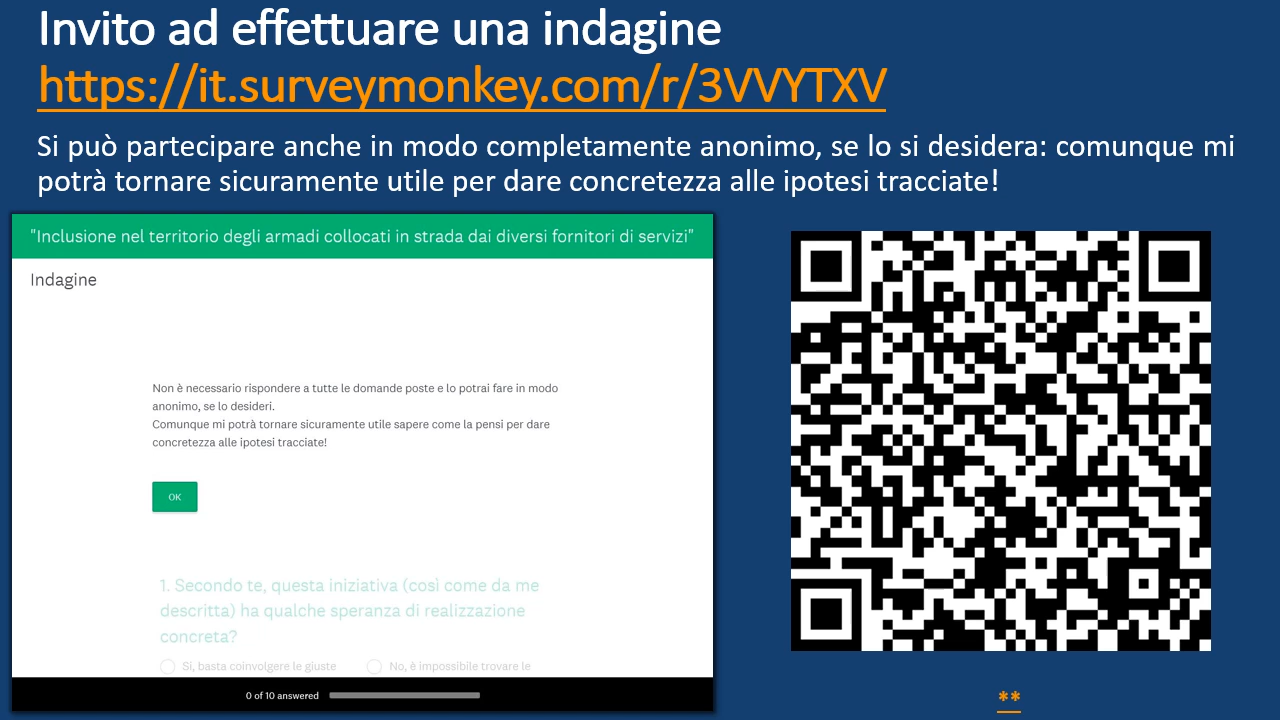 Invito ad effettuare una indagine
https://it.surveymonkey.com/r/3VVYTXV
Si può partecipare anche in modo completamente anonimo, se lo si desidera: comunque mi
potrà tornare sicuramente utile per dare concretezza alle ipotesi tracciate!
"Inclusione nel territorio degli armadi collocati in strada dai diversi fornitori di servizi"
Indagine
Non è necessario rispondere a tutte le domande poste e lo potrai fare in modo
anonimo, se lo desideri.
Comunque mi potrà tornare sicuramente utile sapere come la pensi per dare
concretezza alle ipotesi tracciate!
OK
1. Secondo te, questa iniziativa (così come da me
descritta) ha qualche speranza di realizzazione
concreta?
Si, basta coinvolgere le giuste
No, è impossibile trovare le
0 of 10 answered
**